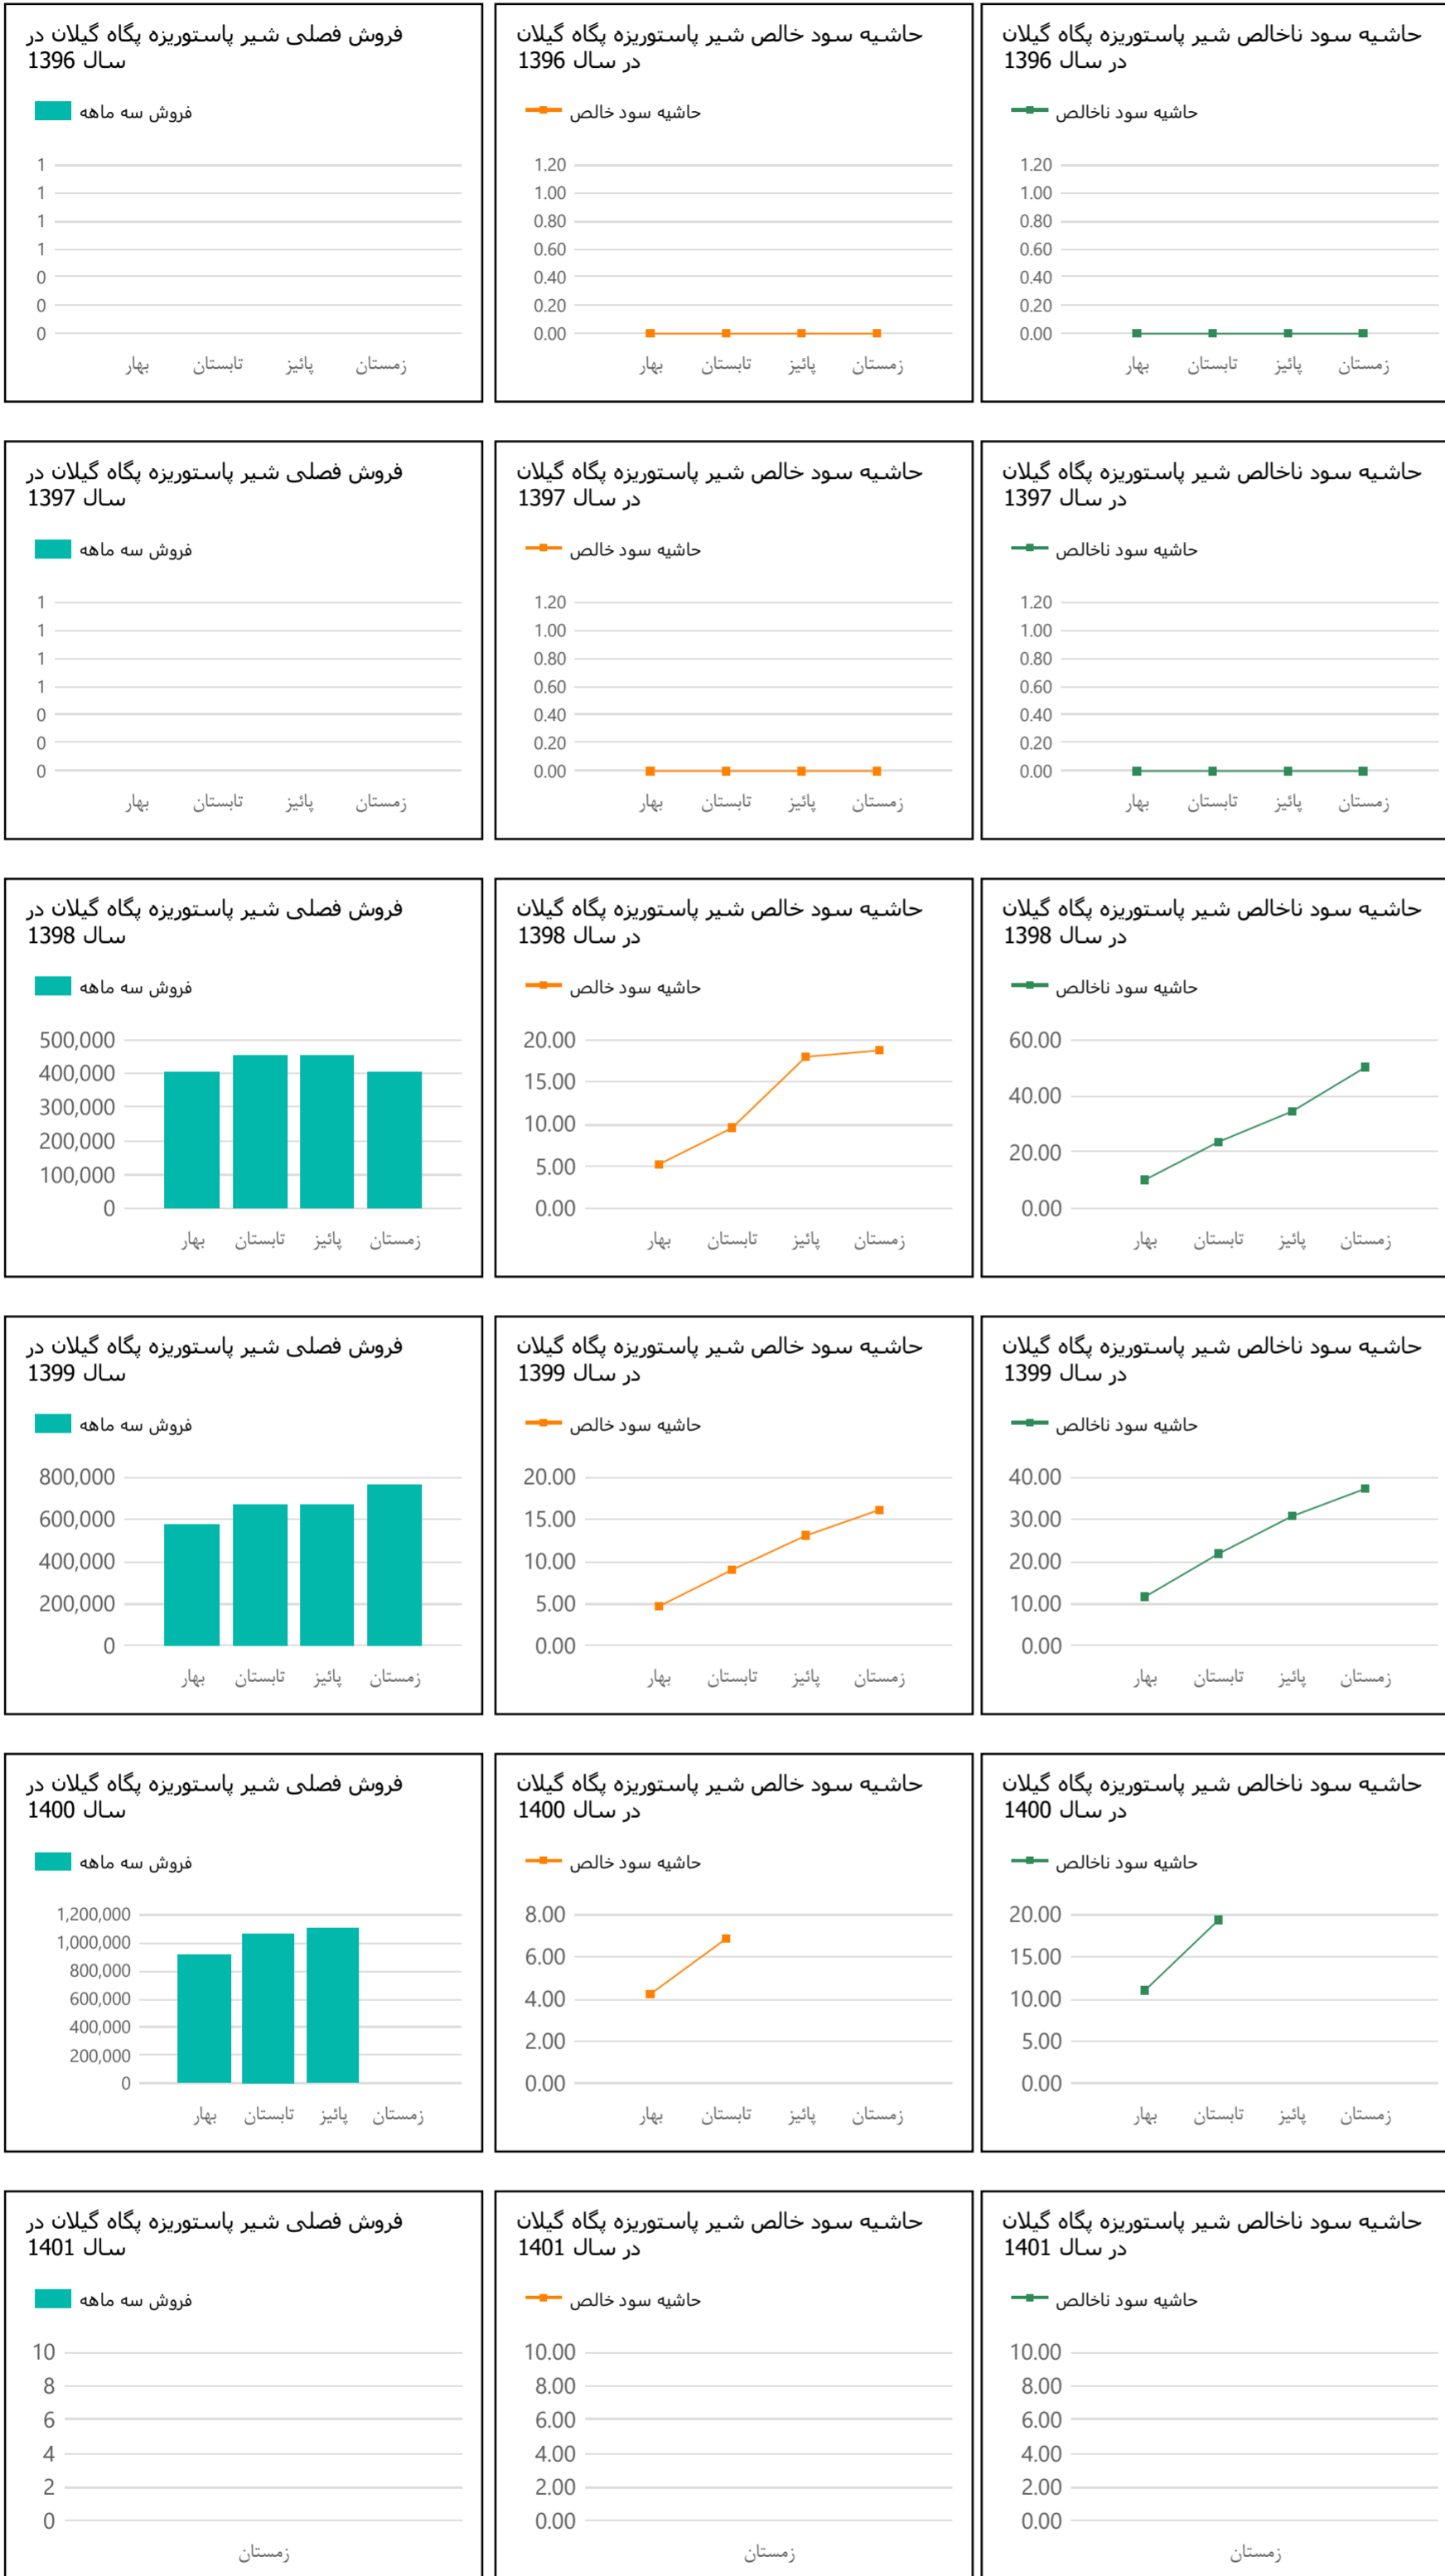 فروش فصلی شیر پاستوریزه پگاه گیلان در
سال 1396
فروش سه ماهه
1
1
1
1
0
0
0
بهار تابستان پائیز زمستان
حاشیه سود خالص شیر پاستوریزه پگاه گیلان
در سال 1396
حاشیه سود خالص
1.20
1.00
0.80
0.60
0.40
0.20
0.00
بهار تابستان پائیز زمستان
حاشیه سود ناخالص شیر پاستوریزه پگاه گیلان
در سال 1396
حاشیه سود ناخالص
1.20
1.00
0.80
0.60
0.40
0.20
0.00
بهار تابستان پائیز زمستان
فروش فصلی شیر پاستوریزه پگاه گیلان در
سال 1397
فروش سه ماهه
1
1
1
1
0
0
0
بهار تابستان پائیز زمستان
حاشیه سود خالص شیر پاستوریزه پگاه گیلان
در سال 1397
حاشیه سود خالص
1.20
1.00
0.80
0.60
0.40
0.20
0.00
بهار تابستان پائیز زمستان
حاشیه سود ناخالص شیر پاستوریزه پگاه گیلان
در سال 1397
حاشیه سود ناخالص
1.20
1.00
0.80
0.60
0.40
0.20
0.00
بهار تابستان پائیز زمستان
فروش فصلی شیر پاستوریزه پگاه گیلان در
سال 1398
فروش سه ماهه
500,000
400,000
300,000
200,000
100,000
0
بهار تابستان پائیز زمستان
حاشیه سود خالص شیر پاستوریزه پگاه گیلان
در سال 1398
حاشیه سود خالص
20.00
15.00
10.00
5.00
0.00
بهار تابستان پائیز زمستان
حاشیه سود ناخالص شیر پاستوریزه پگاه گیلان
در سال 1398
حاشیه سود ناخالص
60.00
40.00
20.00
0.00
بهار تابستان پائیز زمستان
فروش فصلی شیر پاستوریزه پگاه گیلان در
سال 1399
فروش سه ماهه
800,000
600,000
400,000
200,000
0
بهار تابستان پائیز زمستان
حاشیه سود خالص شیر پاستوریزه پگاه گیلان
در سال 1399
حاشیه سود خالص
20.00
15.00
10.00
5.00
0.00
بهار تابستان پائیز زمستان
حاشیه سود ناخالص شیر پاستوریزه پگاه گیلان
در سال 1399
حاشیه سود ناخالص
40.00
30.00
20.00
10.00
0.00
بهار تابستان پائیز زمستان
فروش فصلی شیر پاستوریزه پگاه گیلان در
سال 1400
فروش سه ماهه
1,200,000
1,000,000
800,000
600,000
400,000
200,000
0
بهار تابستان پائیز زمستان
حاشیه سود خالص شیر پاستوریزه پگاه گیلان
در سال 1400
حاشیه سود خالص
8.00
6.00
4.00
2.00
0.00
بهار تابستان پائیز زمستان
حاشیه سود ناخالص شیر پاستوریزه پگاه گیلان
در سال 1400
حاشیه سود ناخالص
20.00
15.00
10.00
5.00
0.00
بهار تابستان پائیز زمستان
فروش فصلی شیر پاستوریزه پگاه گیلان در
سال 1401
فروش سه ماهه
10
8
6
4
2
0
زمستان
حاشیه سود خالص شیر پاستوریزه پگاه گیلان
در سال 1401
حاشیه سود خالص
10.00
8.00
6.00
4.00
2.00
0.00
زمستان
حاشیه سود ناخالص شیر پاستوریزه پگاه گیلان
در سال 1401
حاشیه سود ناخالص
10.00
8.00
6.00
4.00
2.00
0.00
زمستان